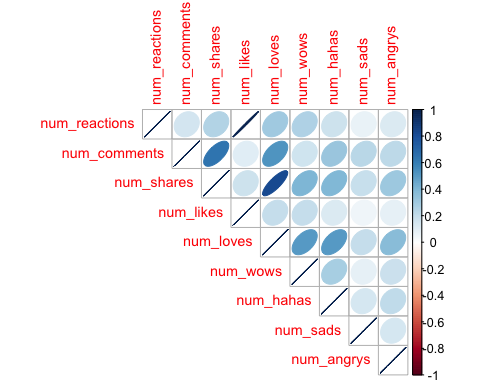 num_reactions
num_comments
num_shares
num_likes
num_loves
num_wows
num_hahas
num_sads
num_angrys
num_reactions
num_comments
num_shares
num_likes
num_loves
num_wows
num_hahas
num_sads
num_angrys
1
0.8
0.6
0.4
0.2
0
-0.2
-0.4
-0.6
-0.8
-1